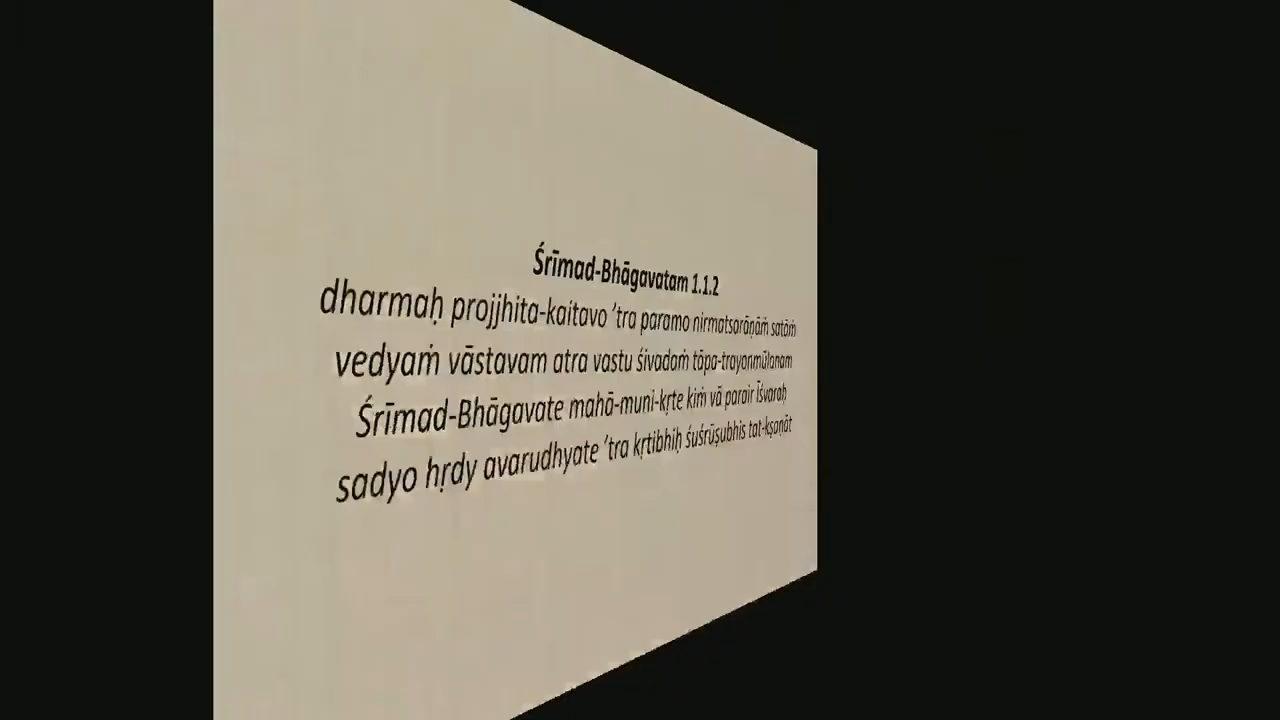 Śrīmad-Bhāgavatam 1.1.2
dharmaḥ projjhita-kaitavo ’tra paramo nirmatsarāṇāṁ satāṁ
vedyaṁ vāstavam atra vastu śivadaṁ tāpa-trayonmūlanam
Śrīmad-Bhāgavate mahā-muni-kṛte kiṁ vā parair īśvaraḥ
sadyo hṛdy avarudhyate ’tra kṛtibhiḥ śuśrūṣubhis tat-kṣaṇāt